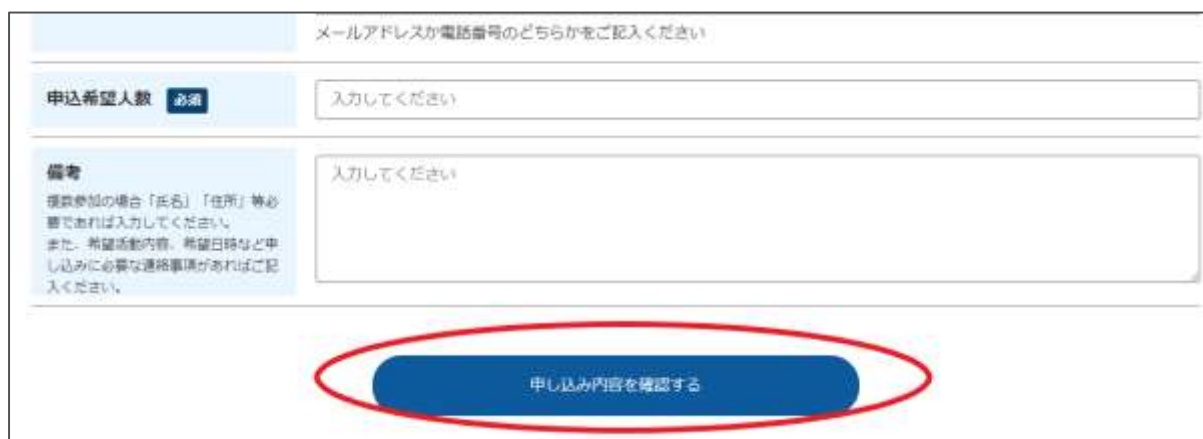 メールアドレスか電話番号のどちらかをご記入ください
申込希望人数 必須
入力してください
備考
複数参加の場合「氏名」「住所」等必
要であれば入力してください。
また、希望活動内容、希望日時など申
し込みに必要な連絡事項があればご記
入ください。
入力してください
申し込み内容を確認する